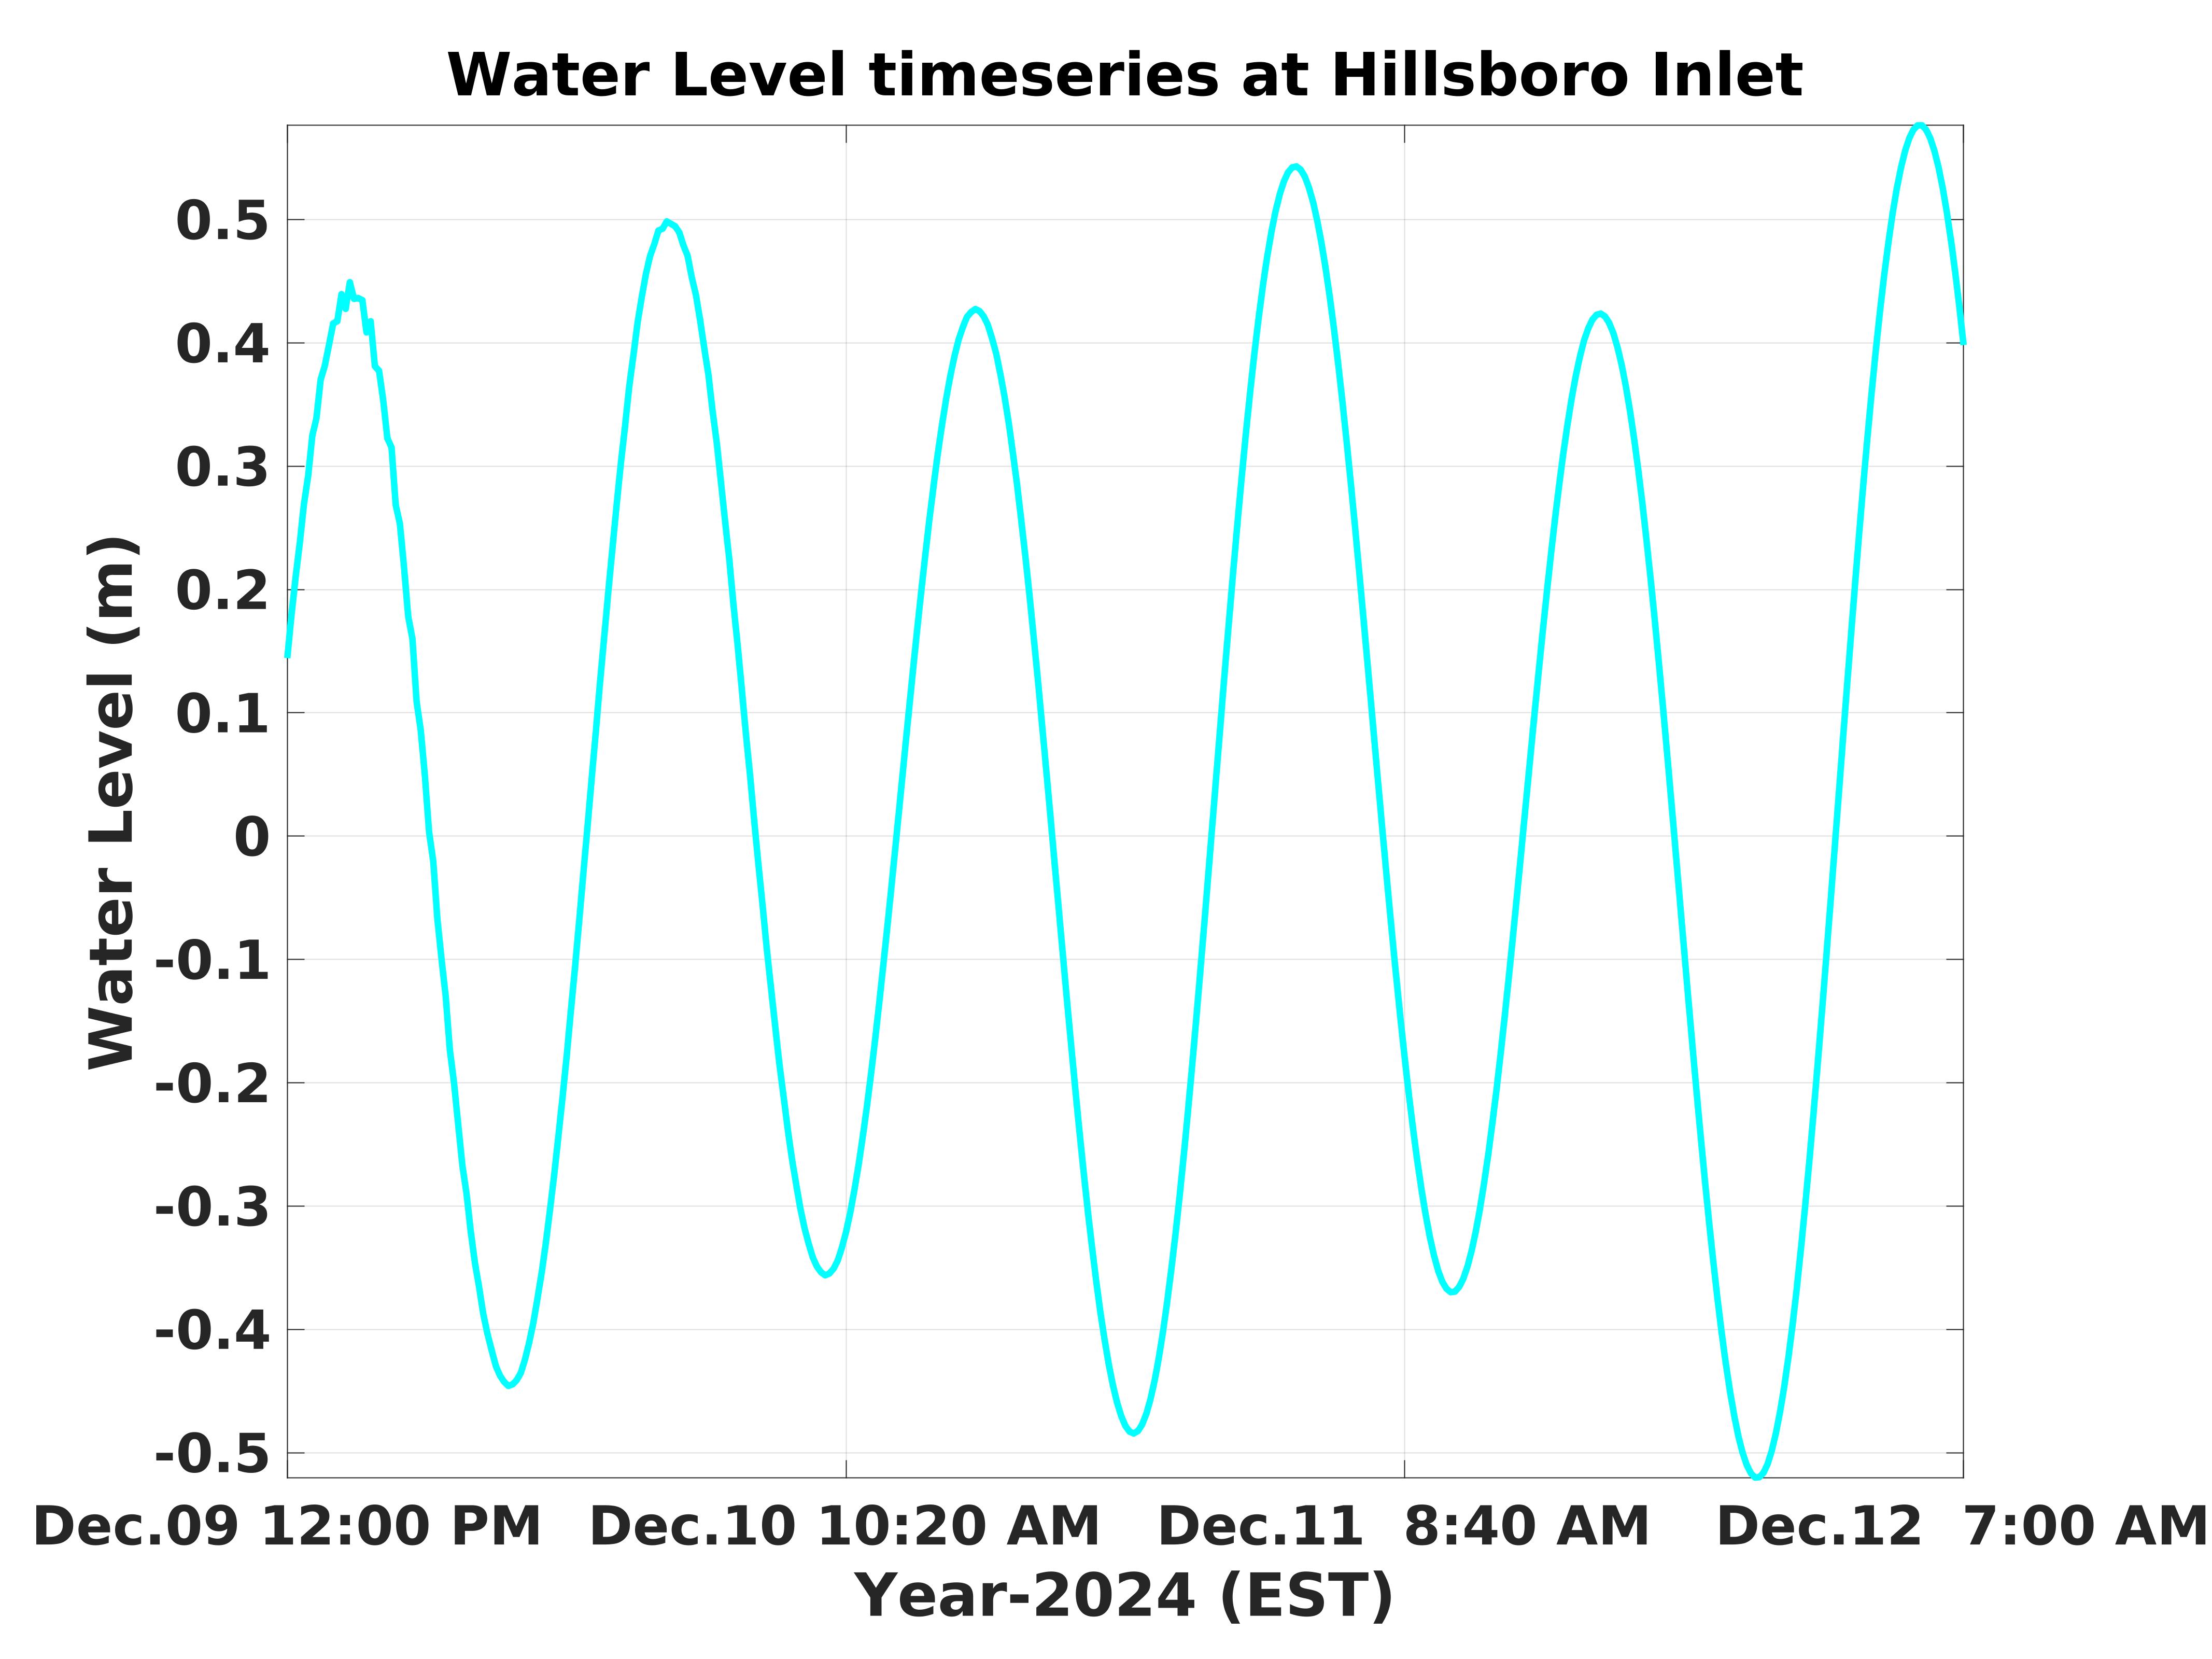 Water Level timeseries at Hillsboro Inlet
0.5
0.4
0.3
0.2
0.1
0
-0.1
-0.2
-0.3
-0.4
-0.5
Water Level (m)
Dec.09 12:00 PM Dec.10 10:20 AM Dec.11 8:40 AM Dec.12 7:00 AM
Year-2024 (EST)